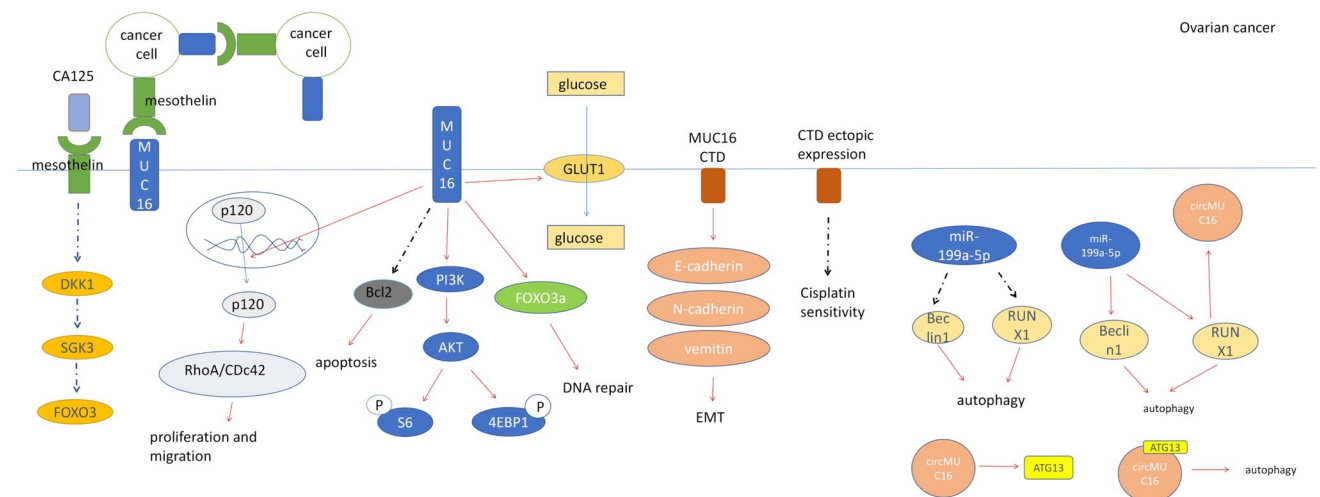 Ovarian cancer
cancer
cell
cancer
cell
CA125
mesothelin
mesothelin
M
U
C
16
M
U
C
16
glucose
GLUT1
glucose
MUC16
CTD
CTD ectopic
expression
p120
p120
RhoA/CDc42
proliferation and
migration
DKK1
SGK3
FOXO3
Bcl2
apoptosis
PI3K
AKT
P
S6
4EBP1
P
FOXO3a
DNA repair
E-cadherin
N-cadherin
vemitin
EMT
Cisplatin
sensitivity
miR-
199a-5p
Bec
lin1
RUN
X1
autophagy
miR-
199a-5p
circMU
C16
Becli
n1
RUN
X1
autophagy
circMU
C16
ATG13
ATG13
circMU
C16
autophagy